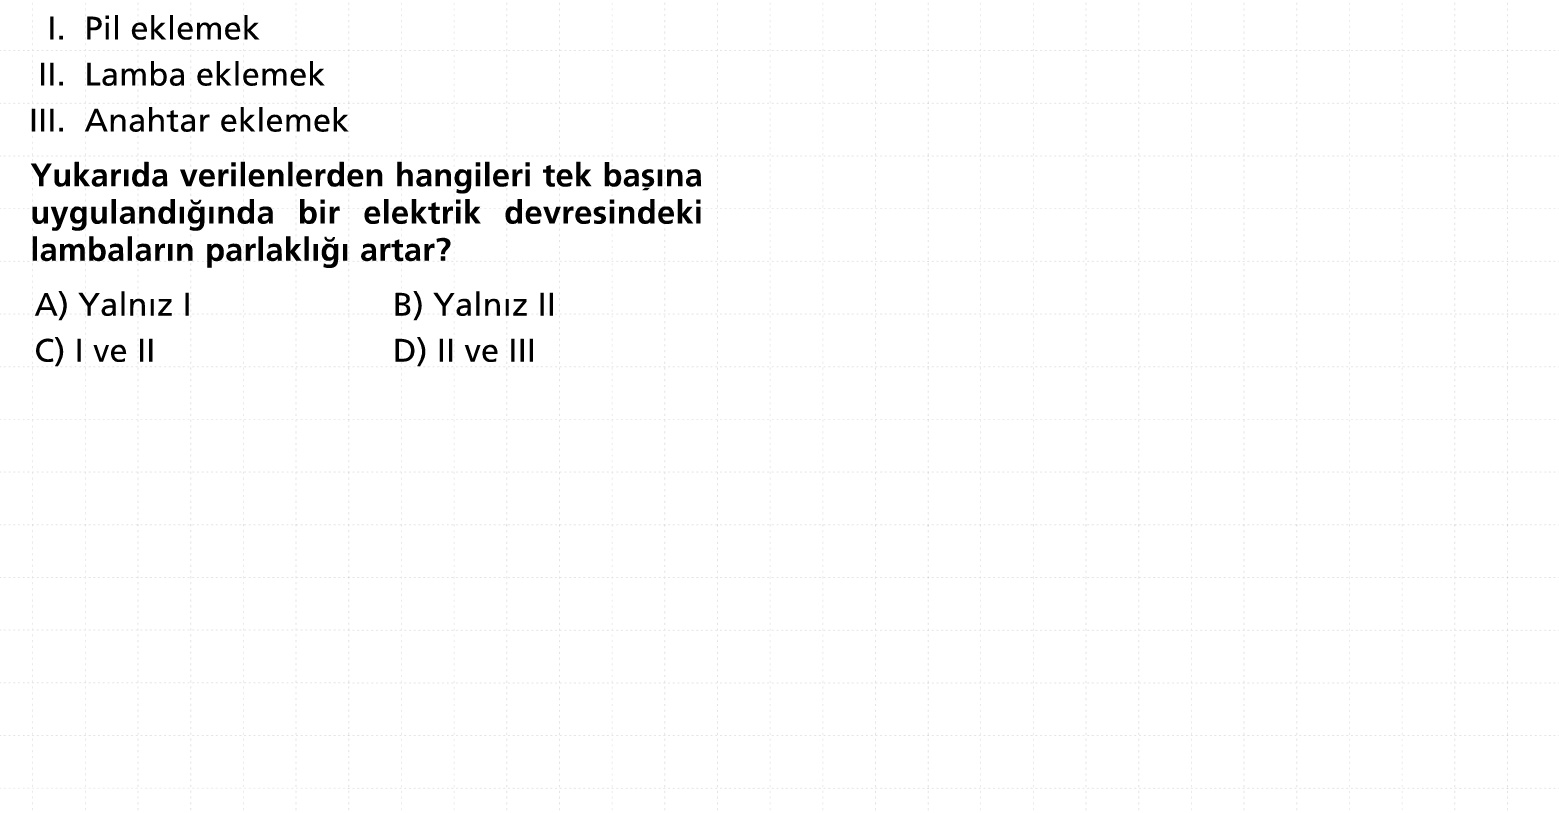 I. Pil eklemek
II. Lamba eklemek
III. Anahtar eklemek
Yukarıda verilenlerden hangileri tek başına
uygulandığında bir elektrik devresindeki
lambaların parlaklığı artar?
A) Yalnız I B) Yalnız II
C) I ve II D) II ve III